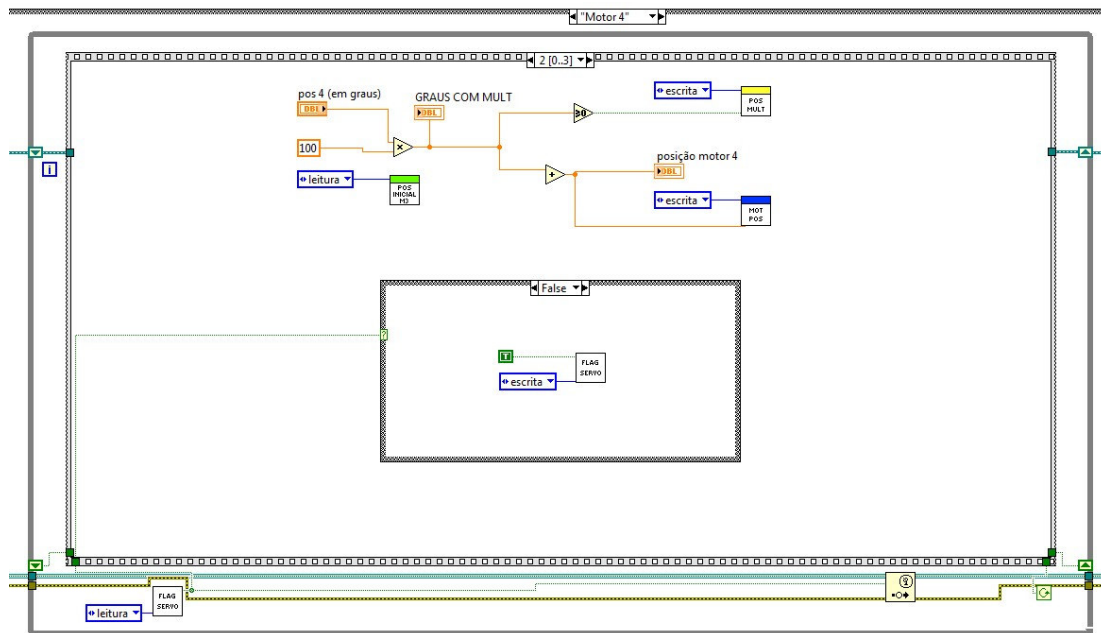 "Motor 4"
2 [0..3]
pos 4 (em graus)
DBL
GRAUS COM MULT
DBL
escrita
POS
MULT
≥0
100
×
leitura
POS
INICIAL
M3
+
posição motor 4
DBL
escrita
MOT
POS
i
False
?
T
FLAG
SERVO
escrita
FLAG
SERVO
leitura